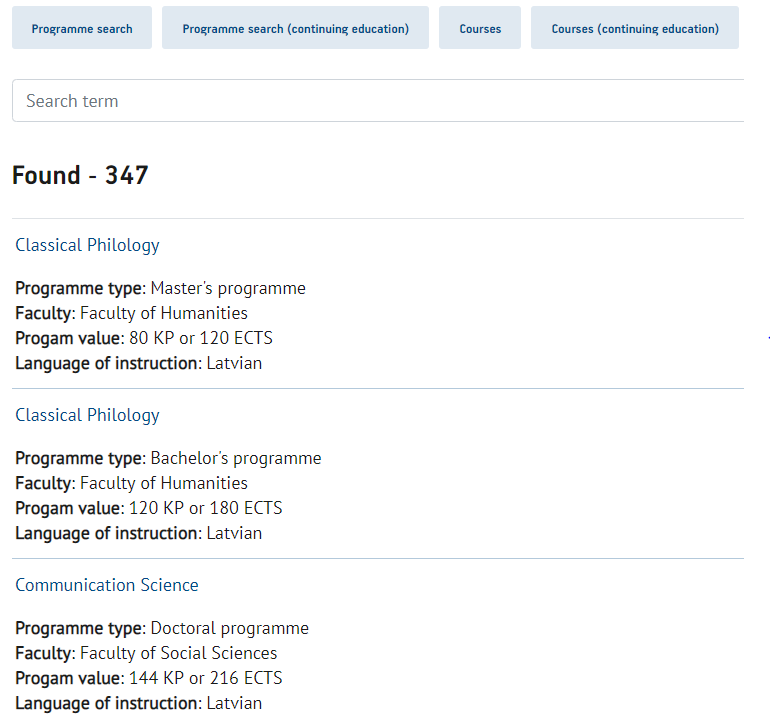 Programme search
Programme search (continuing education)
Courses
Courses (continuing education)
Search term
Found - 347
Classical Philology
Programme type: Master's programme
Faculty: Faculty of Humanities
Progam value: 80 KP or 120 ECTS
Language of instruction: Latvian
Classical Philology
Programme type: Bachelor's programme
Faculty: Faculty of Humanities
Progam value: 120 KP or 180 ECTS
Language of instruction: Latvian
Communication Science
Programme type: Doctoral programme
Faculty: Faculty of Social Sciences
Progam value: 144 KP or 216 ECTS
Language of instruction: Latvian